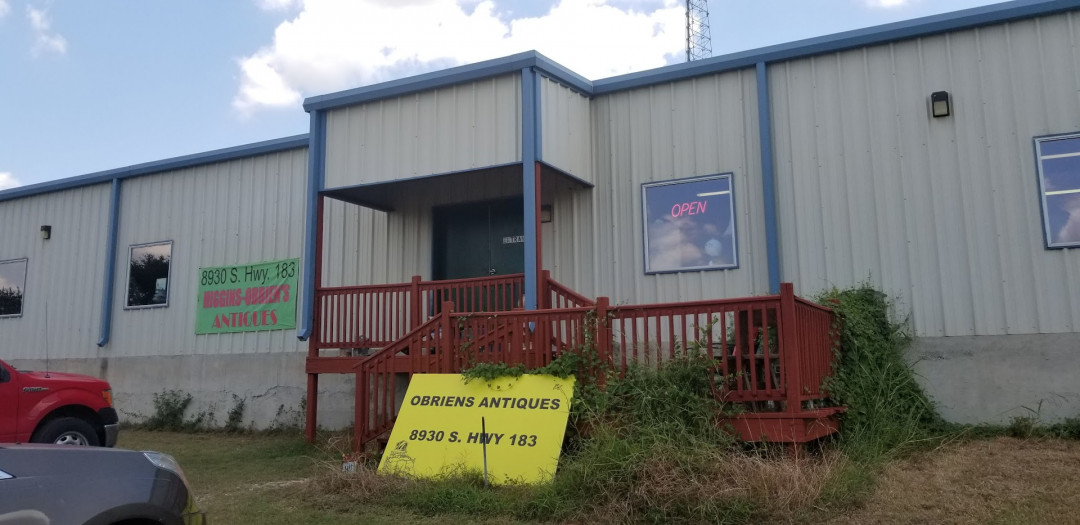 OPEN
8930 S. Hwy. 183
HIGGINS-OBRIEN'S
ANTIQUES
OBRIENS ANTIQUES
8930 S. HWY 183